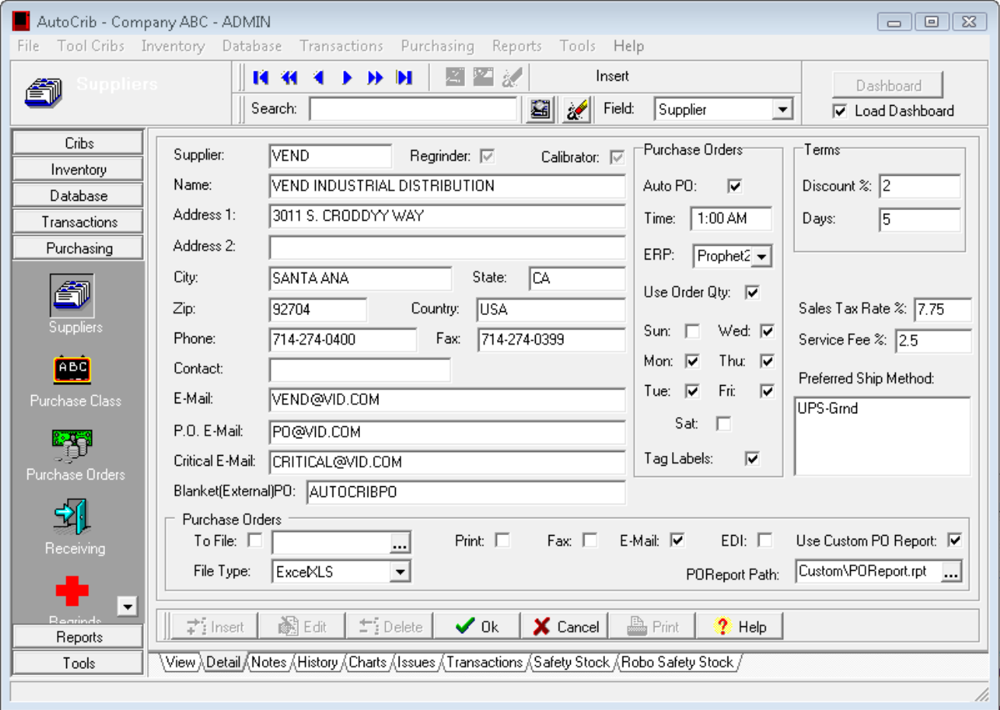 AutoCrib - Company ABC - ADMIN
File Tool Cribs Inventory Database Transactions Purchasing Reports Tools Help
Suppliers
Insert
Search: Field: Supplier
Dashboard
Load Dashboard
Cribs
Inventory
Database
Transactions
Purchasing
Suppliers
ABC
Purchase Class
Purchase Orders
Receiving
Regrinds
Reports
Tools
Supplier: VEND Regrinder: Calibrator:
Name: VEND INDUSTRIAL DISTRIBUTION
Address 1: 3011 S. CRODDYY WAY
Address 2:
City: SANTA ANA State: CA
Zip: 92704 Country: USA
Phone: 714-274-0400 Fax: 714-274-0399
Contact:
E-Mail: VEND@VID.COM
P.O. E-Mail: PO@VID.COM
Critical E-Mail: CRITICAL@VID.COM
Blanket(External)PO: AUTOCRIBPO
Purchase Orders
Auto PO:
Time: 1:00 AM
ERP: Prophet2
Use Order Qty:
Sun: Wed:
Mon: Thu:
Tue: Fri:
Sat:
Tag Labels:
Terms
Discount %: 2
Days: 5
Sales Tax Rate %: 7.75
Service Fee %: 2.5
Preferred Ship Method:
UPS-Grnd
Purchase Orders
To File: ... Print: Fax: E-Mail: EDI: Use Custom PO Report:
File Type: ExcelXLS POReport Path: Custom\POReport.rpt ...
Insert Edit Delete Ok Cancel Print ? Help
View Detail Notes History Charts Issues Transactions Safety Stock Robo Safety Stock